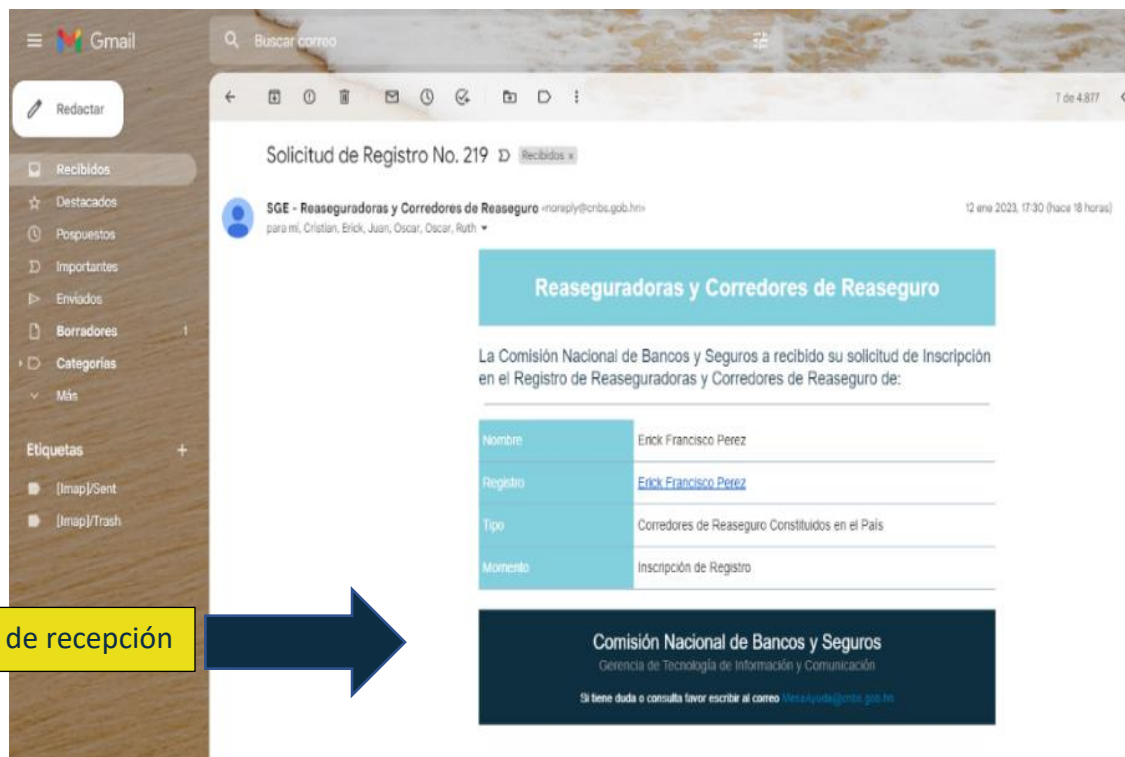 Gmail
Buscar correo
Redactar
7 de 4.877
Solicitud de Registro No. 219
Recibidos x
Recibidos
Destacados
Pospuestos
Importantes
Enviados
Borradores 1
Categorías
Más
Etiquetas +
[Imap]/Sent
[Imap]/Trash
SGE - Reaseguradoras y Corredores de Reaseguro <noreply@cnbs.gob.hn>
12 ene 2023, 17:30 (hace 18 horas)
para mí, Cristian, Erick, Juan, Oscar, Oscar, Ruth
Reaseguradoras y Corredores de Reaseguro
La Comisión Nacional de Bancos y Seguros a recibido su solicitud de Inscripción
en el Registro de Reaseguradoras y Corredores de Reaseguro de:
Nombre Erick Francisco Perez
Registro Erick Francisco Perez
Tipo Corredores de Reaseguro Constituidos en el País
Momento Inscripción de Registro
de recepción
Comisión Nacional de Bancos y Seguros
Gerencia de Tecnología de Información y Comunicación
Si tiene duda o consulta favor escribir al correo MesaAyuda@cnbs.gob.hn